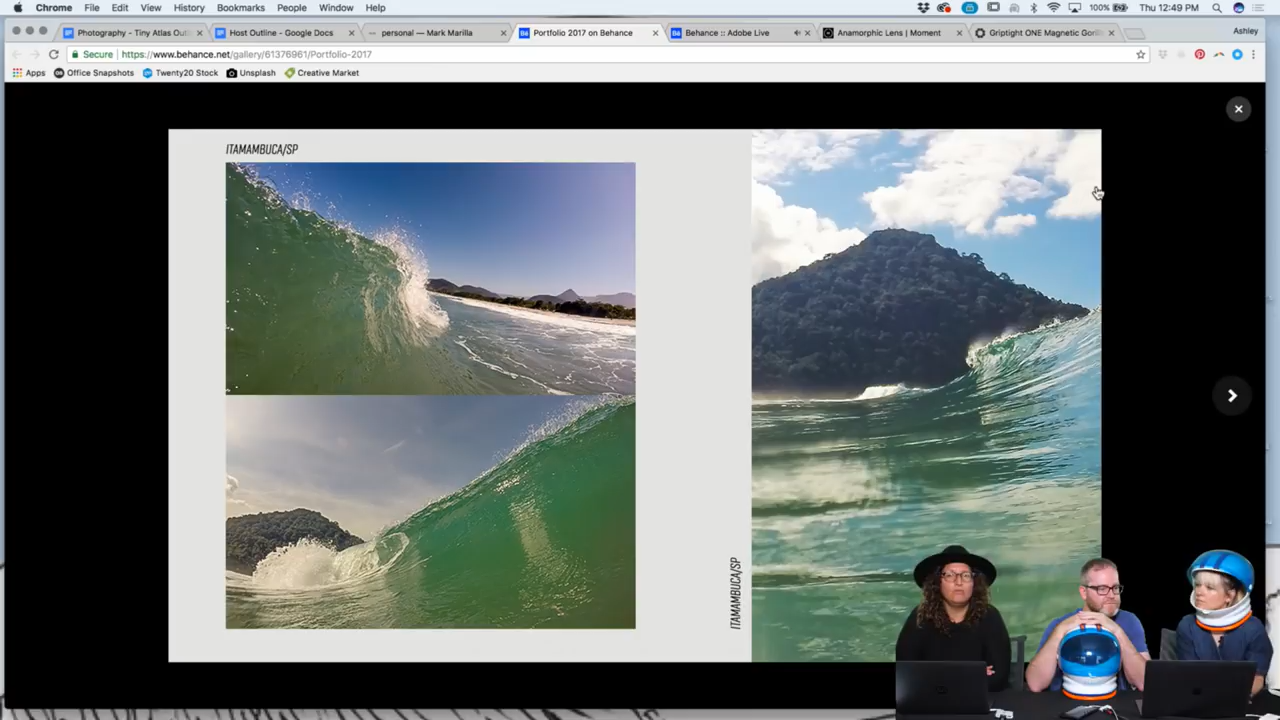 Chrome File Edit View History Bookmarks People Window Help
100% Thu 12:49 PM
Photography - Tiny Atlas Out
Host Outline - Google Docs
personal — Mark Marilla
Portfolio 2017 on Behance
Behance :: Adobe Live
Anamorphic Lens | Moment
Griptight ONE Magnetic Goril
Ashley
Secure https://www.behance.net/gallery/61376961/Portfolio-2017
Apps Office Snapshots Twenty20 Stock Unsplash Creative Market
ITAMAMBUCA/SP
ITAMAMBUCA/SP